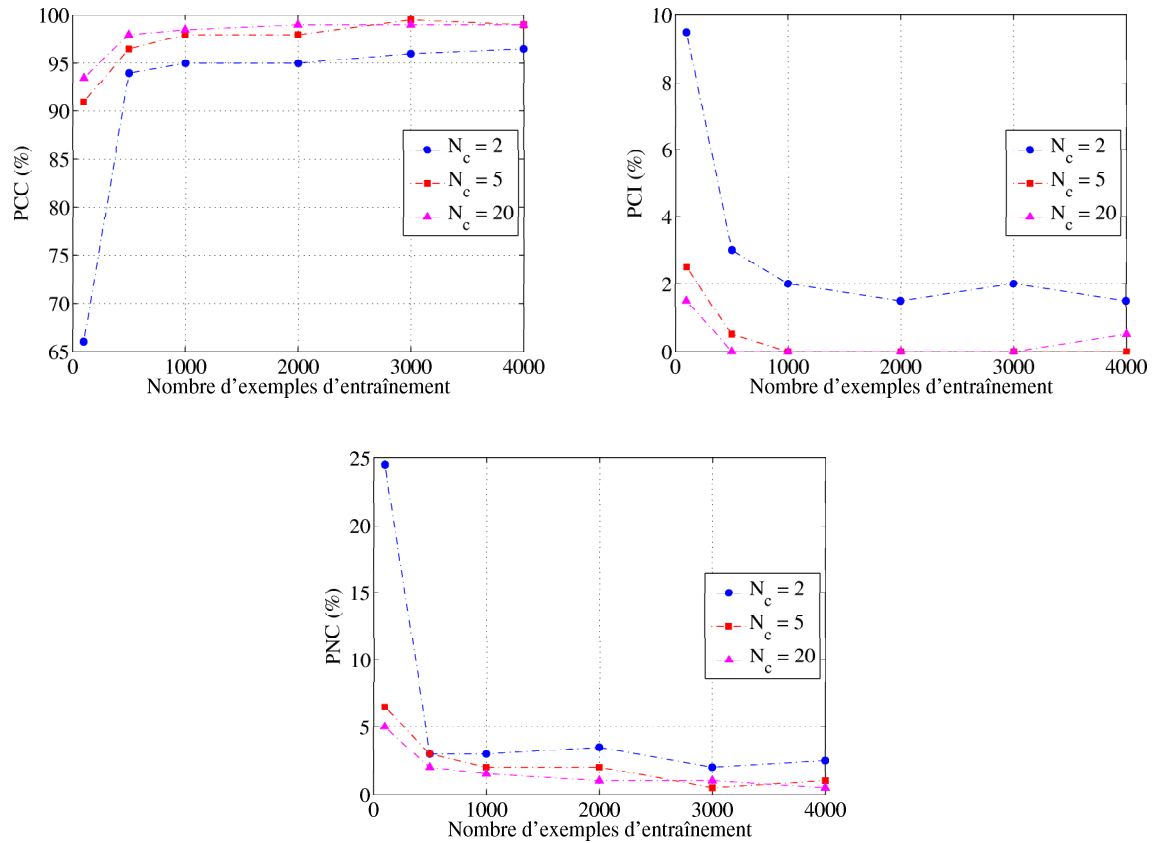 100
95
90
85
80
75
70
65
PCC (%)
0
1000
2000
3000
4000
Nombre d'exemples d'entraînement
N_c = 2
N_c = 5
N_c = 20
10
8
6
4
2
0
PCI (%)
0
1000
2000
3000
4000
Nombre d'exemples d'entraînement
N_c = 2
N_c = 5
N_c = 20
25
20
15
10
5
0
PNC (%)
0
1000
2000
3000
4000
Nombre d'exemples d'entraînement
N_c = 2
N_c = 5
N_c = 20